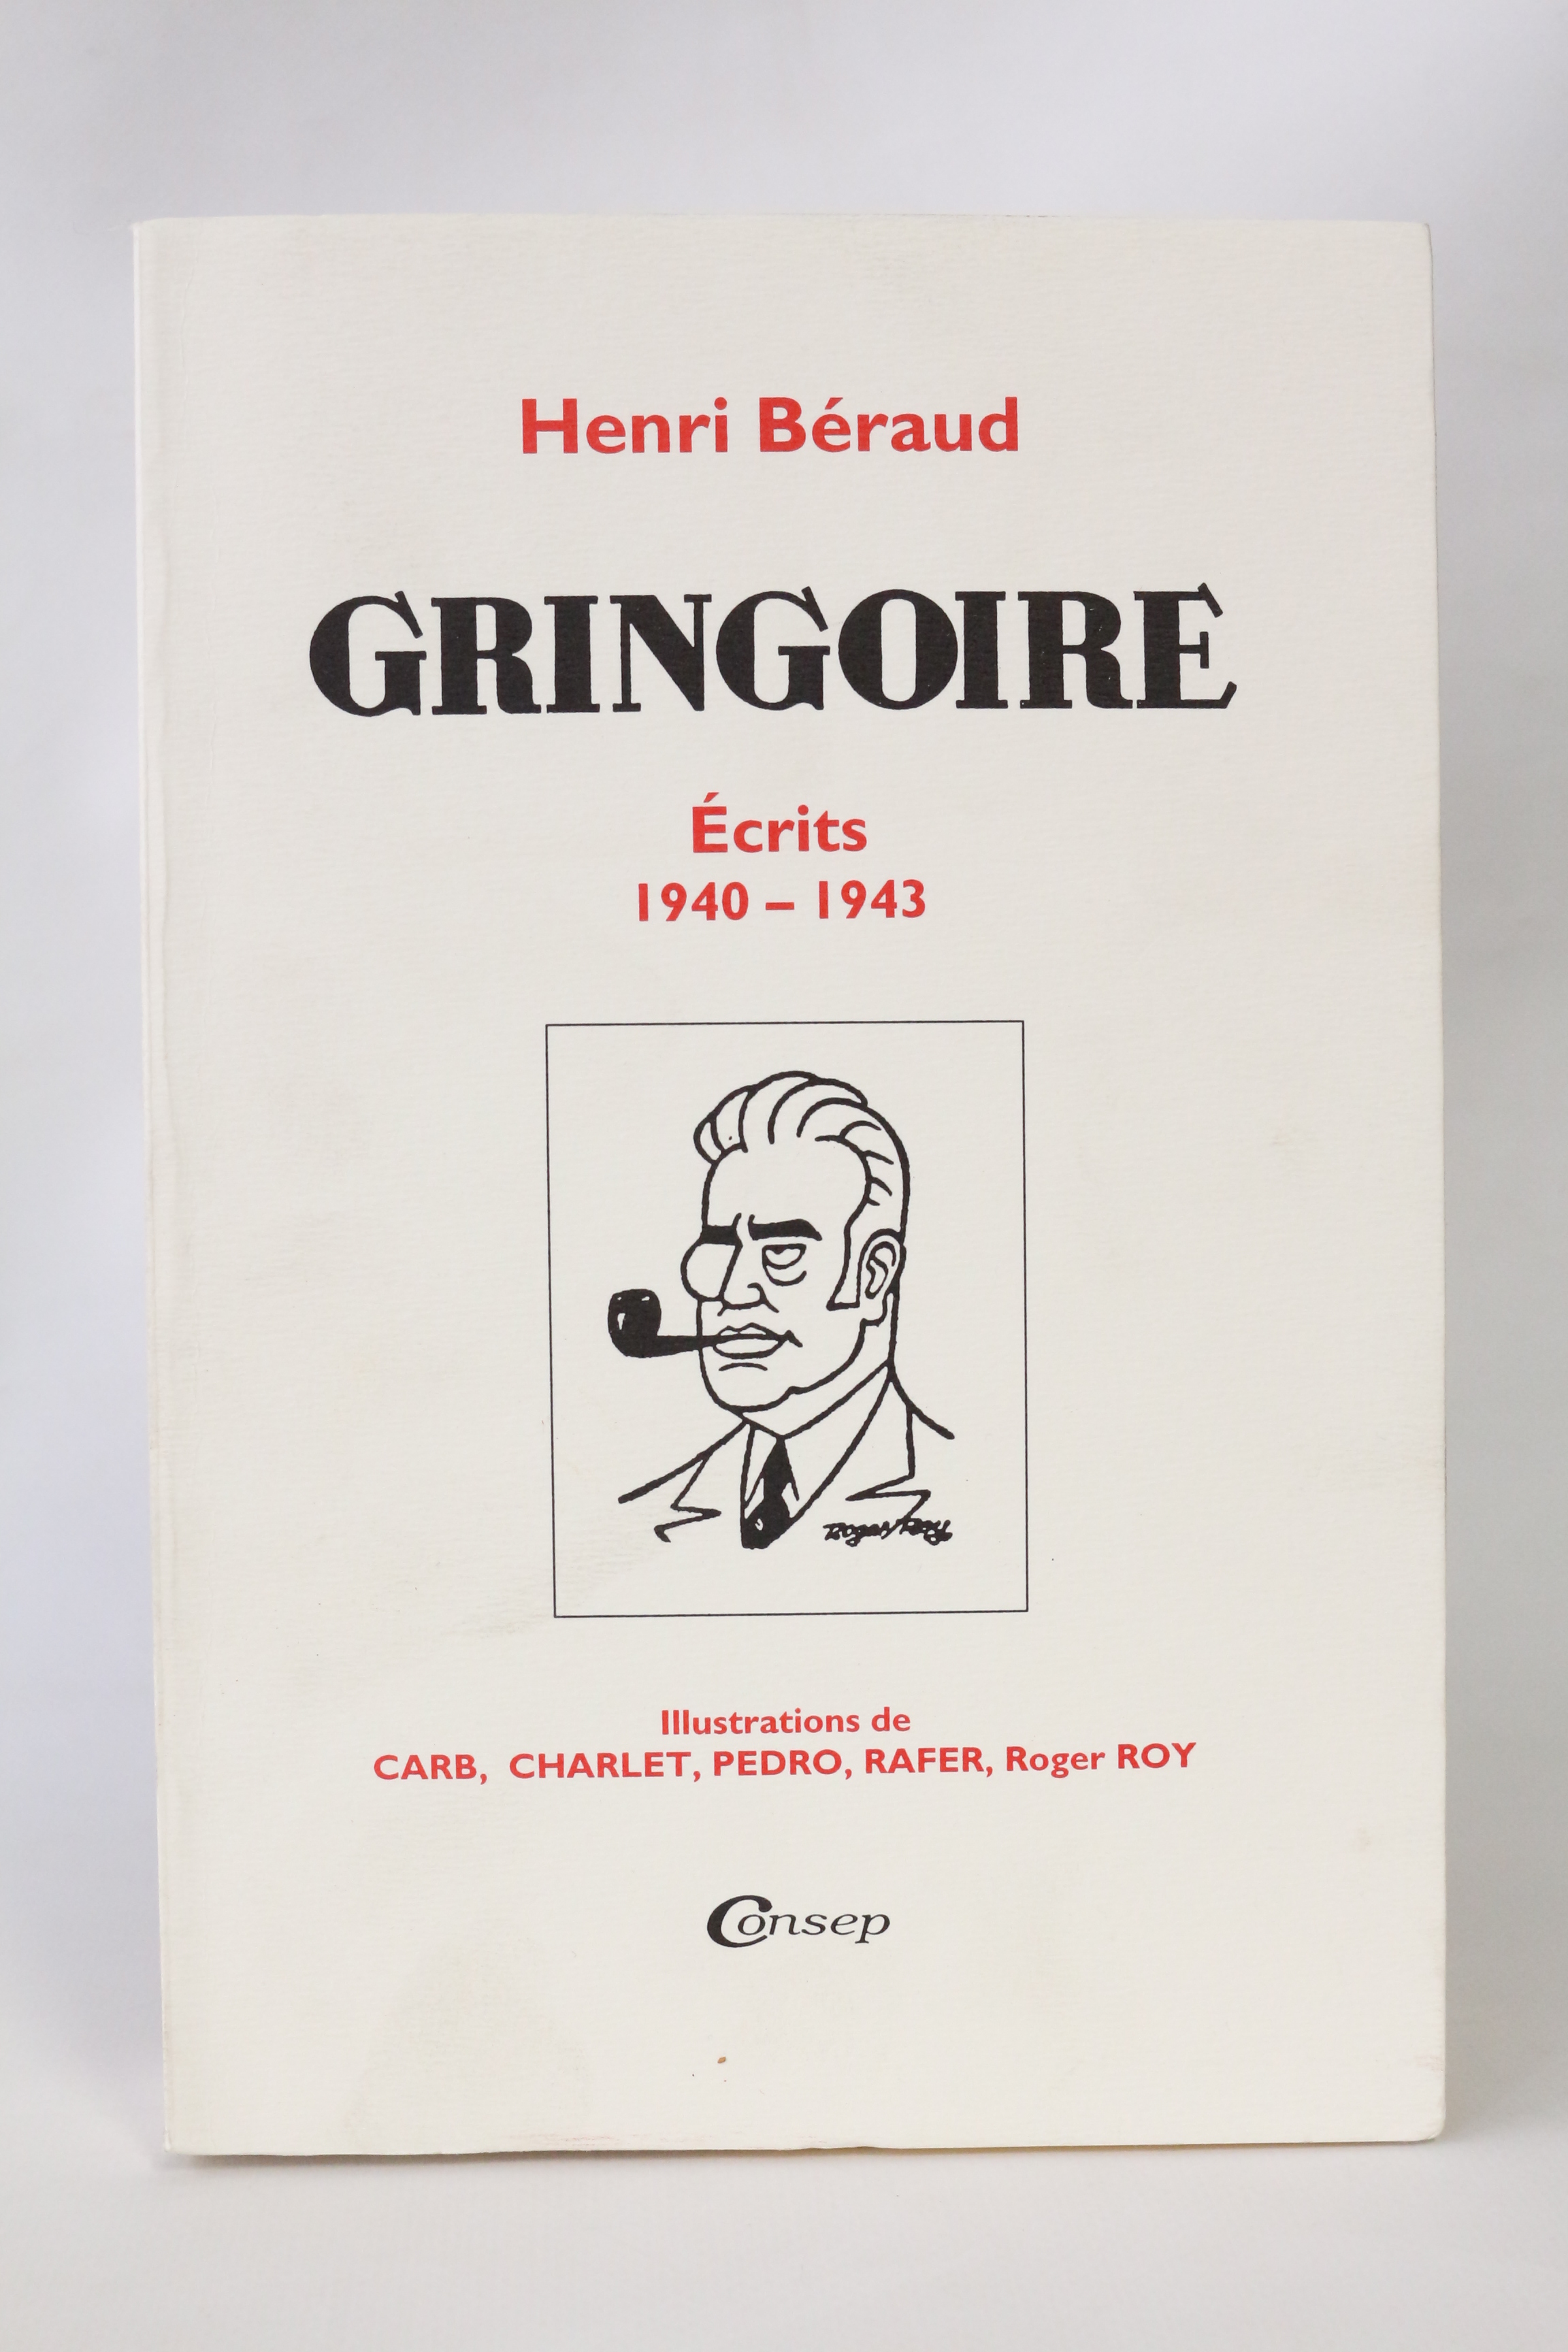 Henri Béraud
GRINGOIRE
Écrits
1940 – 1943
Roger Roy
Illustrations de
CARB, CHARLET, PEDRO, RAFER, Roger ROY
Consep